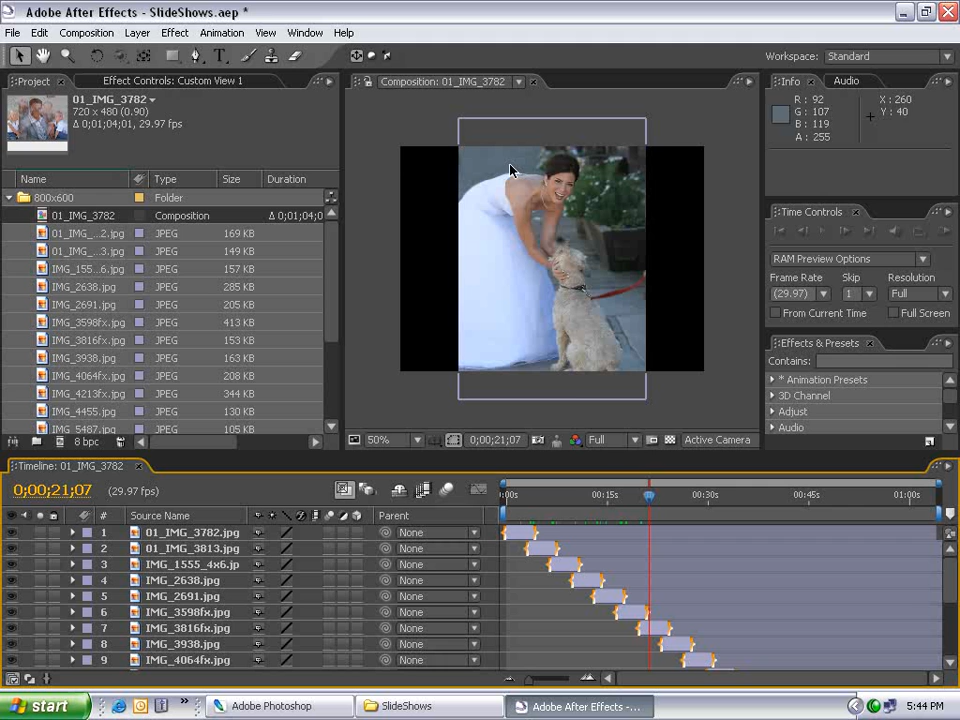 Adobe After Effects - SlideShows.aep *
File Edit Composition Layer Effect Animation View Window Help
Workspace: Standard
Project Effect Controls: Custom View 1
Composition: 01_IMG_3782
Info Audio
01_IMG_3782
720 x 480 (0.90)
Δ 0;01;04;01, 29.97 fps
R : 92
G : 107
B : 119
A : 255
X : 260
Y : 40
Name Type Size Duration
800x600 Folder
01_IMG_3782 Composition Δ 0;01;04;0
01_IMG_...2.jpg JPEG 169 KB
01_IMG_...3.jpg JPEG 149 KB
IMG_155...6.jpg JPEG 157 KB
IMG_2638.jpg JPEG 285 KB
IMG_2691.jpg JPEG 205 KB
IMG_3598fx.jpg JPEG 413 KB
IMG_3816fx.jpg JPEG 153 KB
IMG_3938.jpg JPEG 163 KB
IMG_4064fx.jpg JPEG 208 KB
IMG_4213fx.jpg JPEG 344 KB
IMG_4455.jpg JPEG 130 KB
IMG_5487.jpg JPEG 105 KB
8 bpc
50% 0;00;21;07 Full Active Camera
Time Controls
RAM Preview Options
Frame Rate Skip Resolution
(29.97) 1 Full
From Current Time Full Screen
Effects & Presets
Contains:
* Animation Presets
3D Channel
Adjust
Audio
Timeline: 01_IMG_3782
0;00;21;07 (29.97 fps)
:00s 00:15s 00:30s 00:45s 01:00s
# Source Name Parent
1 01_IMG_3782.jpg None
2 01_IMG_3813.jpg None
3 IMG_1555_4x6.jp None
4 IMG_2638.jpg None
5 IMG_2691.jpg None
6 IMG_3598fx.jpg None
7 IMG_3816fx.jpg None
8 IMG_3938.jpg None
9 IMG_4064fx.jpg None
start Adobe Photoshop SlideShows Adobe After Effects -... 5:44 PM